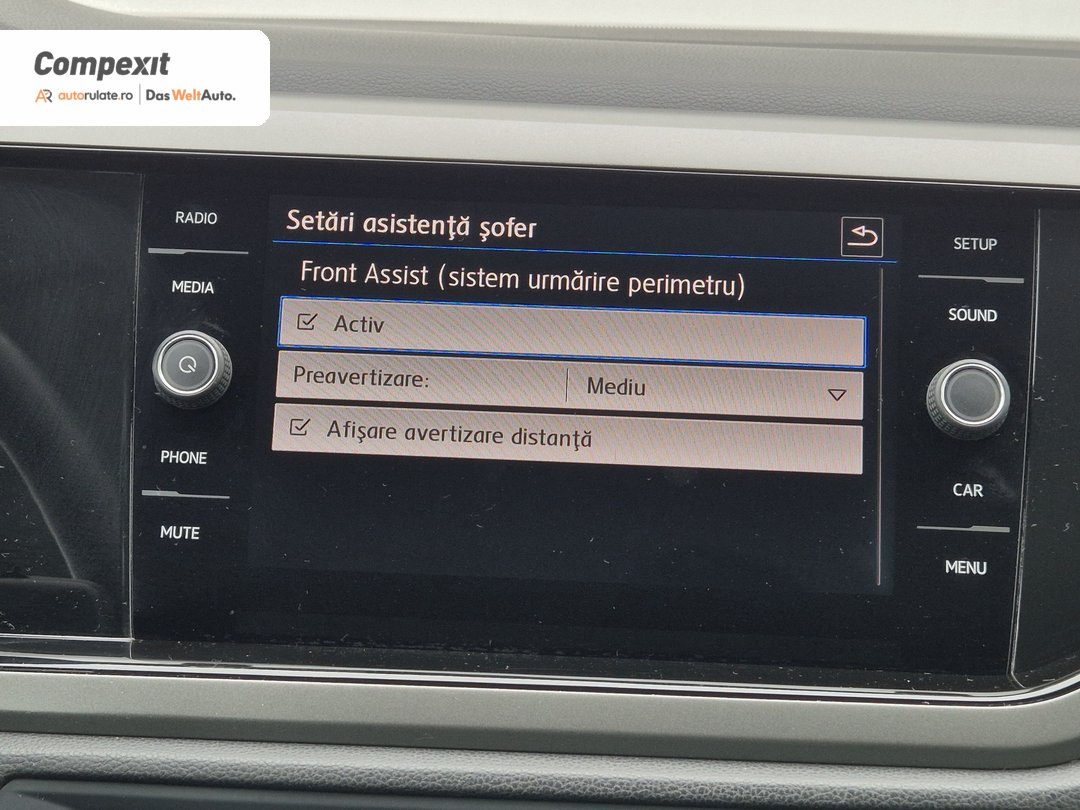 Compexit
AR autorulate.ro | Das WeltAuto.
RADIO
MEDIA
PHONE
MUTE
Setări asistenţă şofer
Front Assist (sistem urmărire perimetru)
Activ
Preavertizare: Mediu
Afişare avertizare distanţă
SETUP
SOUND
CAR
MENU